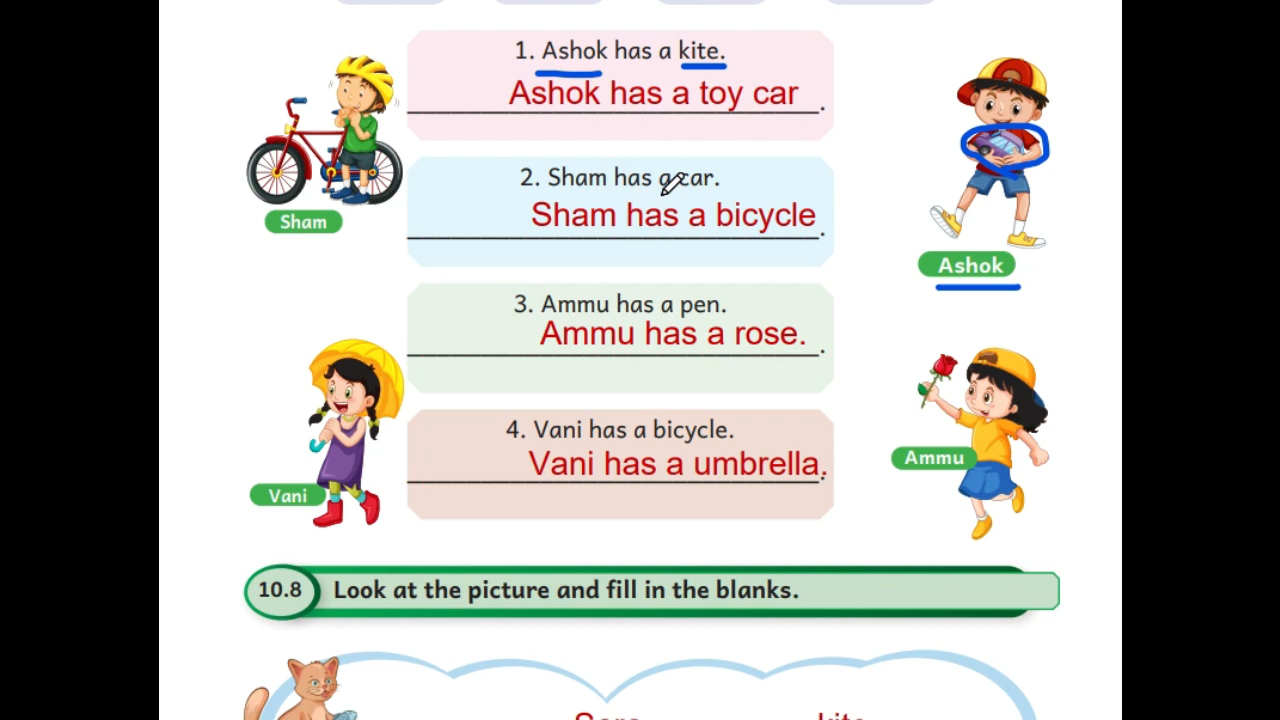 1. Ashok has a kite.
Ashok has a toy car.
Sham
2. Sham has a car.
Sham has a bicycle.
Ashok
3. Ammu has a pen.
Ammu has a rose. .
4. Vani has a bicycle.
Vani has a umbrella. .
Vani
Ammu
10.8 Look at the picture and fill in the blanks.